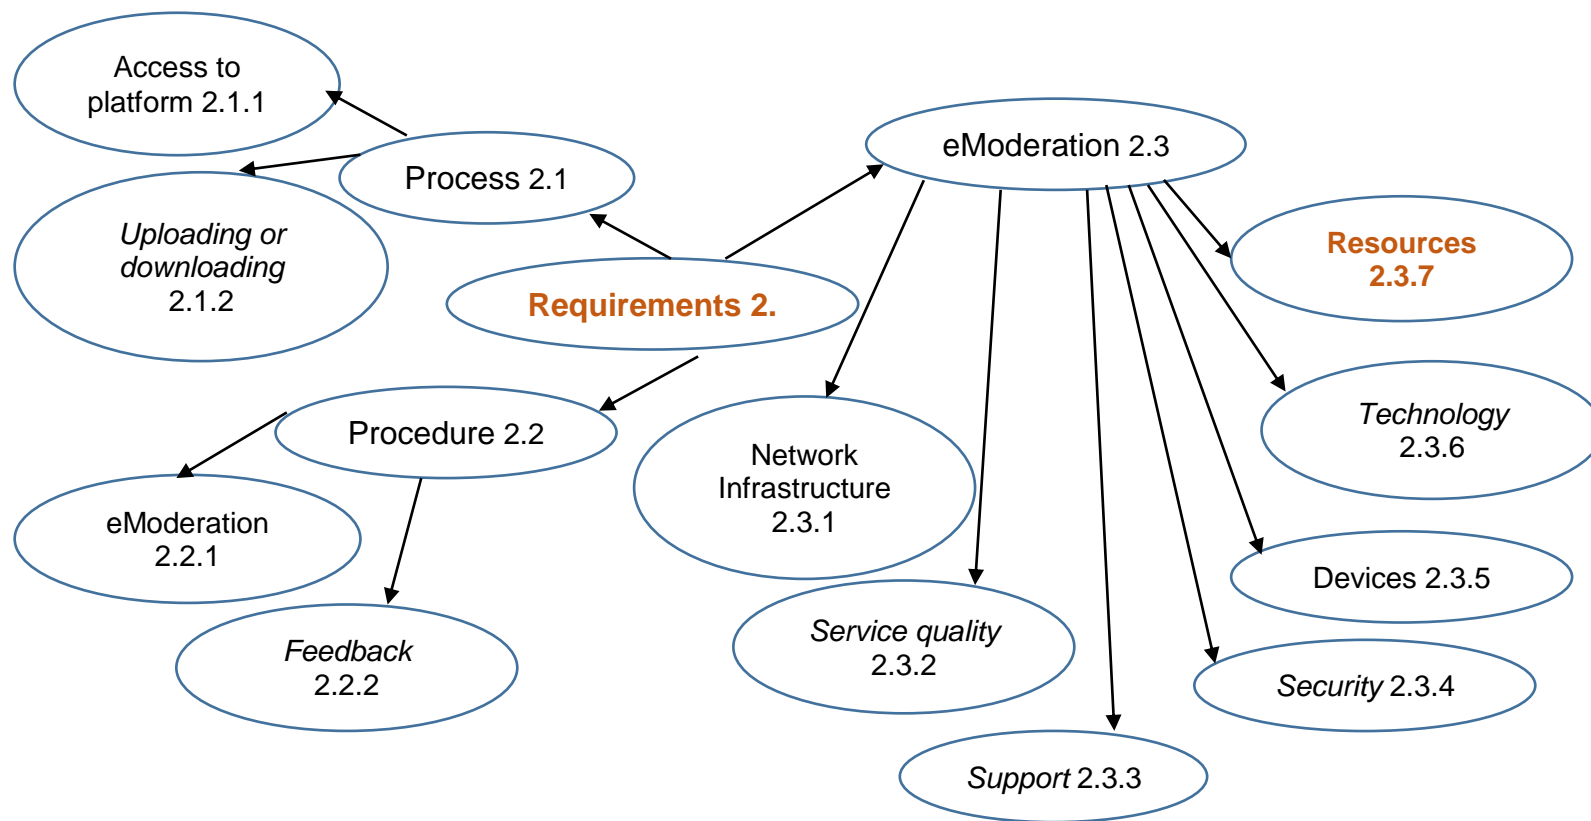 Access to
platform 2.1.1
Process 2.1
Uploading or
downloading
2.1.2
eModeration 2.3
Requirements 2.
Resources
2.3.7
Procedure 2.2
Technology
2.3.6
Network
Infrastructure
2.3.1
eModeration
2.2.1
Devices 2.3.5
Feedback
2.2.2
Service quality
2.3.2
Security 2.3.4
Support 2.3.3